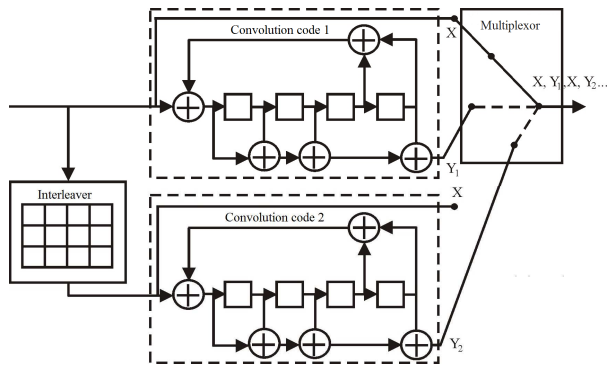 Convolution code 1
X
Multiplexor
X, Y1,X, Y2...
Y1
Interleaver
X
Convolution code 2
Y2